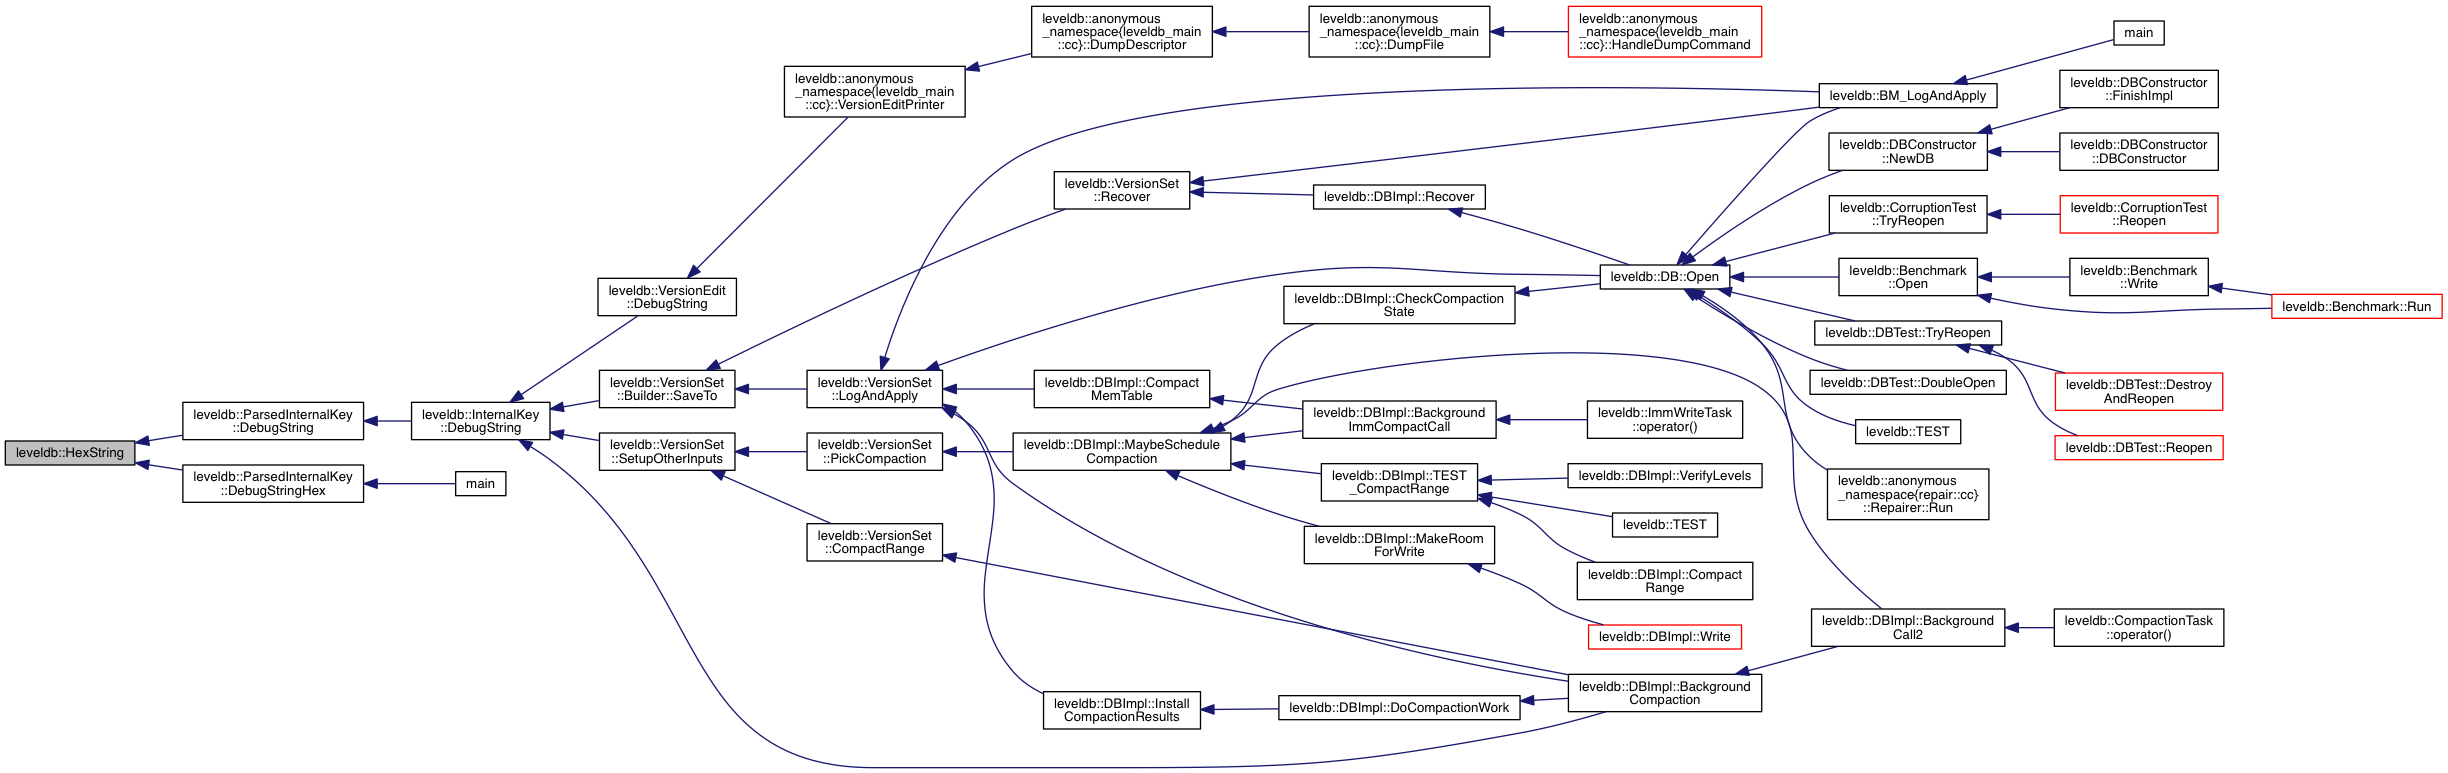 leveldb::HexString
leveldb::ParsedInternalKey
::DebugString
leveldb::ParsedInternalKey
::DebugStringHex
main
leveldb::InternalKey
::DebugString
leveldb::VersionEdit
::DebugString
leveldb::anonymous
_namespace{leveldb_main
::cc}::VersionEditPrinter
leveldb::anonymous
_namespace{leveldb_main
::cc}::DumpDescriptor
leveldb::anonymous
_namespace{leveldb_main
::cc}::DumpFile
leveldb::anonymous
_namespace{leveldb_main
::cc}::HandleDumpCommand
leveldb::VersionSet
::Builder::SaveTo
leveldb::VersionSet
::SetupOtherInputs
leveldb::VersionSet
::LogAndApply
leveldb::VersionSet
::PickCompaction
leveldb::VersionSet
::CompactRange
leveldb::VersionSet
::Recover
leveldb::DBImpl::Recover
leveldb::DBImpl::CheckCompaction
State
leveldb::DBImpl::Compact
MemTable
leveldb::DBImpl::MaybeSchedule
Compaction
leveldb::DBImpl::Background
ImmCompactCall
leveldb::ImmWriteTask
::operator()
leveldb::DBImpl::TEST
_CompactRange
leveldb::DBImpl::VerifyLevels
leveldb::TEST
leveldb::DBImpl::Compact
Range
leveldb::DBImpl::MakeRoom
ForWrite
leveldb::DBImpl::Write
leveldb::DBImpl::Install
CompactionResults
leveldb::DBImpl::DoCompactionWork
leveldb::DBImpl::Background
Compaction
leveldb::DBImpl::Background
Call2
leveldb::CompactionTask
::operator()
leveldb::DB::Open
leveldb::BM_LogAndApply
main
leveldb::DBConstructor
::NewDB
leveldb::DBConstructor
::FinishImpl
leveldb::DBConstructor
::DBConstructor
leveldb::CorruptionTest
::TryReopen
leveldb::CorruptionTest
::Reopen
leveldb::Benchmark
::Open
leveldb::Benchmark
::Write
leveldb::Benchmark::Run
leveldb::DBTest::TryReopen
leveldb::DBTest::Destroy
AndReopen
leveldb::DBTest::Reopen
leveldb::DBTest::DoubleOpen
leveldb::TEST
leveldb::anonymous
_namespace{repair::cc}
::Repairer::Run